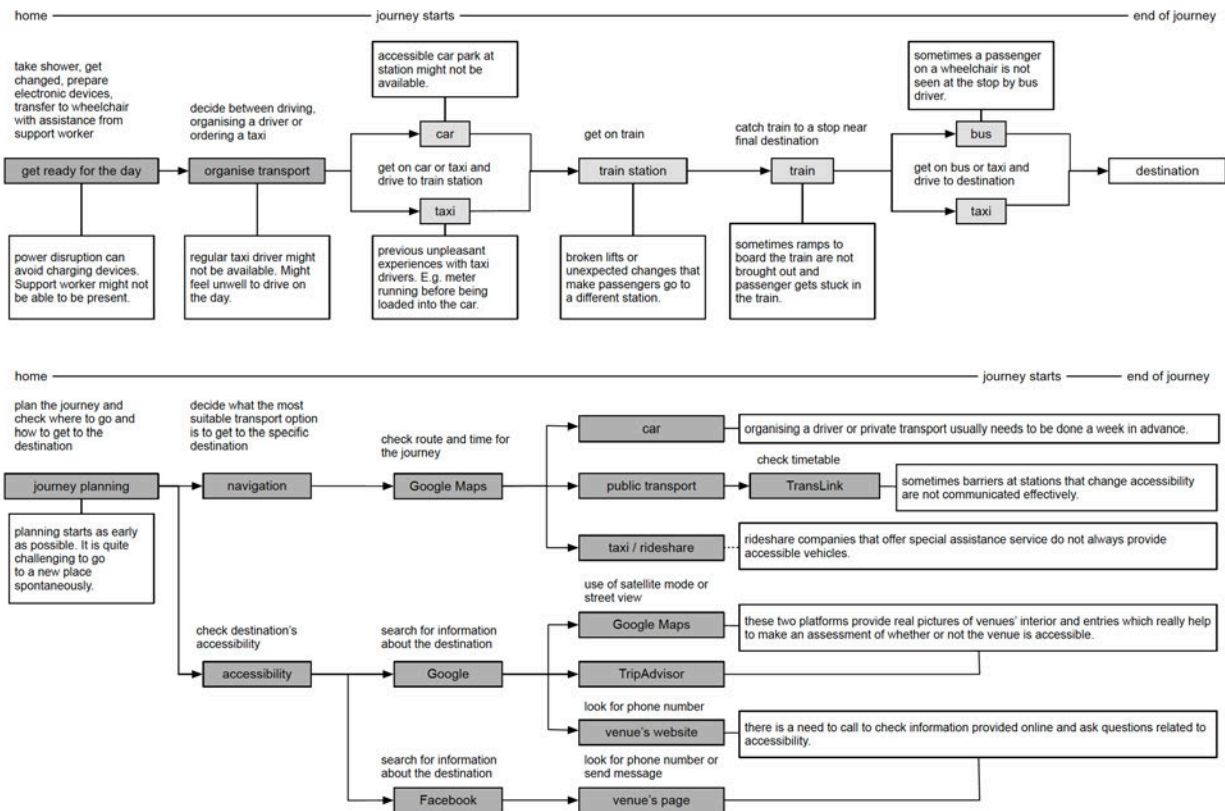 home
journey starts
end of journey
take shower, get
changed, prepare
electronic devices,
transfer to wheelchair
with assistance from
support worker
decide between driving,
organising a driver or
ordering a taxi
accessible car park at
station might not be
available.
get on train
catch train to a stop near
final destination
sometimes a passenger
on a wheelchair is not
seen at the stop by bus
driver.
get ready for the day
organise transport
car
get on car or taxi and
drive to train station
taxi
train station
train
bus
get on bus or taxi and
drive to destination
taxi
destination
power disruption can
avoid charging devices.
Support worker might not
be able to be present.
regular taxi driver might
not be available. Might
feel unwell to drive on
the day.
previous unpleasant
experiences with taxi
drivers. E.g. meter
running before being
loaded into the car.
broken lifts or
unexpected changes that
make passengers go to
a different station.
sometimes ramps to
board the train are not
brought out and
passenger gets stuck in
the train.
home
journey starts
end of journey
plan the journey and
check where to go and
how to get to the
destination
decide what the most
suitable transport option
is to get to the specific
destination
check route and time for
the journey
journey planning
navigation
Google Maps
car
organising a driver or private transport usually needs to be done a week in advance.
public transport
check timetable
TransLink
sometimes barriers at stations that change accessibility
are not communicated effectively.
taxi / rideshare
rideshare companies that offer special assistance service do not always provide
accessible vehicles.
planning starts as early
as possible. It is quite
challenging to go
to a new place
spontaneously.
check destination's
accessibility
accessibility
search for information
about the destination
Google
use of satellite mode or
street view
Google Maps
these two platforms provide real pictures of venues' interior and entries which really help
to make an assessment of whether or not the venue is accessible.
TripAdvisor
look for phone number
venue's website
there is a need to call to check information provided online and ask questions related to
accessibility.
search for information
about the destination
Facebook
look for phone number or
send message
venue's page